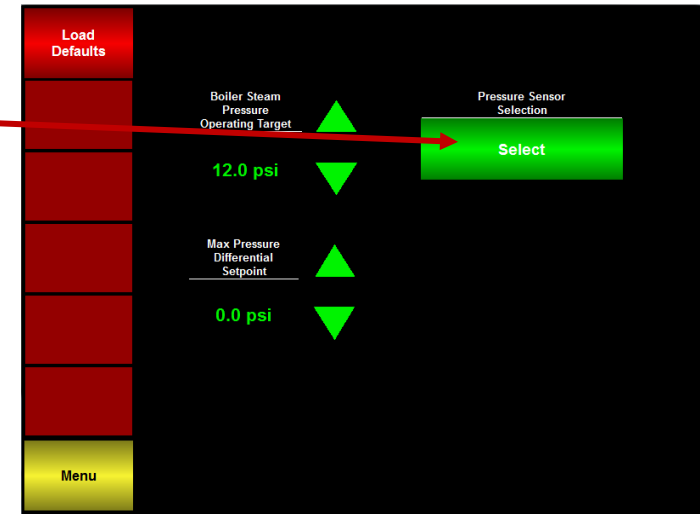 Load
Defaults
Boiler Steam
Pressure
Operating Target
12.0 psi
Pressure Sensor
Selection
Select
Max Pressure
Differential
Setpoint
0.0 psi
Menu